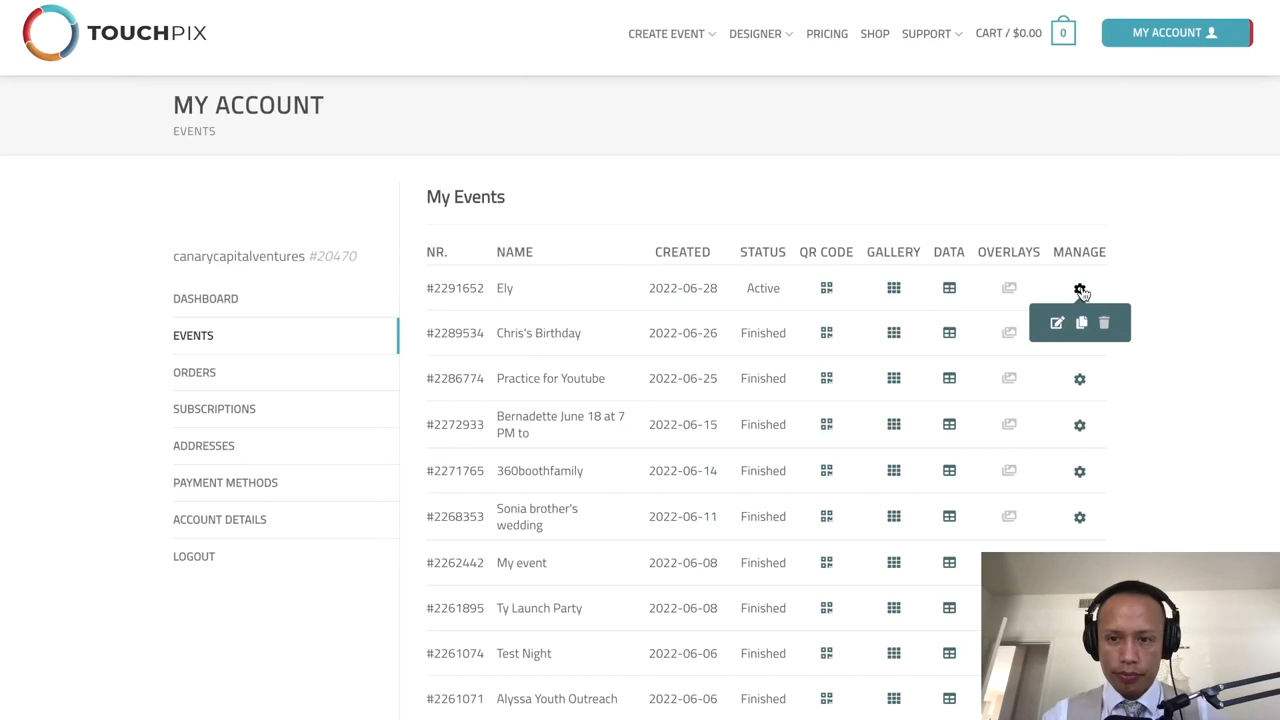 TOUCHPIX
CREATE EVENT
DESIGNER
PRICING
SHOP
SUPPORT
CART / $0.00
0
MY ACCOUNT
MY ACCOUNT
EVENTS
canarycapitalventures #20470
DASHBOARD
EVENTS
ORDERS
SUBSCRIPTIONS
ADDRESSES
PAYMENT METHODS
ACCOUNT DETAILS
LOGOUT
My Events
NR. NAME CREATED STATUS QR CODE GALLERY DATA OVERLAYS MANAGE
#2291652 Ely 2022-06-28 Active
#2289534 Chris's Birthday 2022-06-26 Finished
#2286774 Practice for Youtube 2022-06-25 Finished
#2272933 Bernadette June 18 at 7 2022-06-15 Finished
PM to
#2271765 360boothfamily 2022-06-14 Finished
#2268353 Sonia brother's 2022-06-11 Finished
wedding
#2262442 My event 2022-06-08 Finished
#2261895 Ty Launch Party 2022-06-08 Finished
#2261074 Test Night 2022-06-06 Finished
#2261071 Alyssa Youth Outreach 2022-06-06 Finished